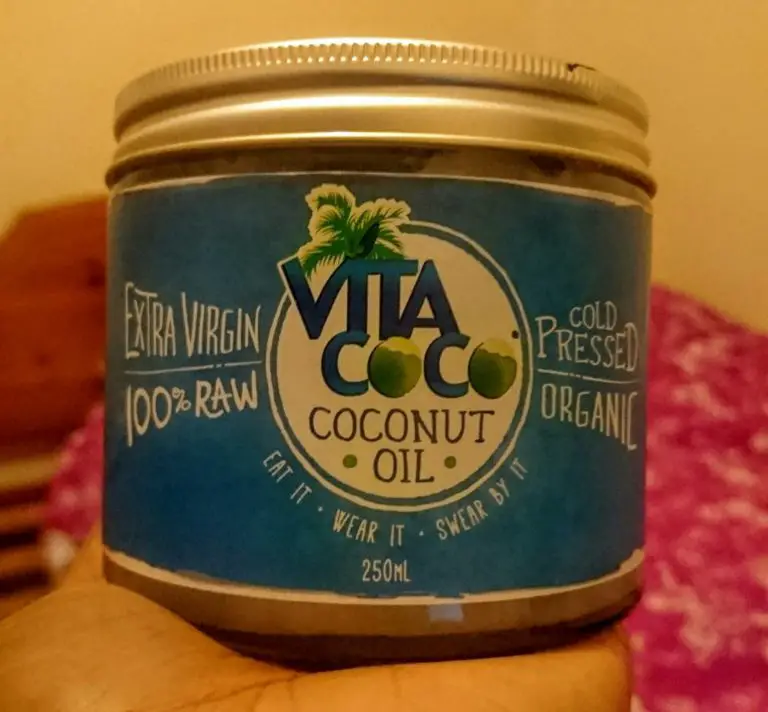 VITA
COCO
COCONUT
OIL
EXTRA VIRGIN
100% RAW
COLD
PRESSED
ORGANIC
EAT IT · WEAR IT · SWEAR BY IT
250ML